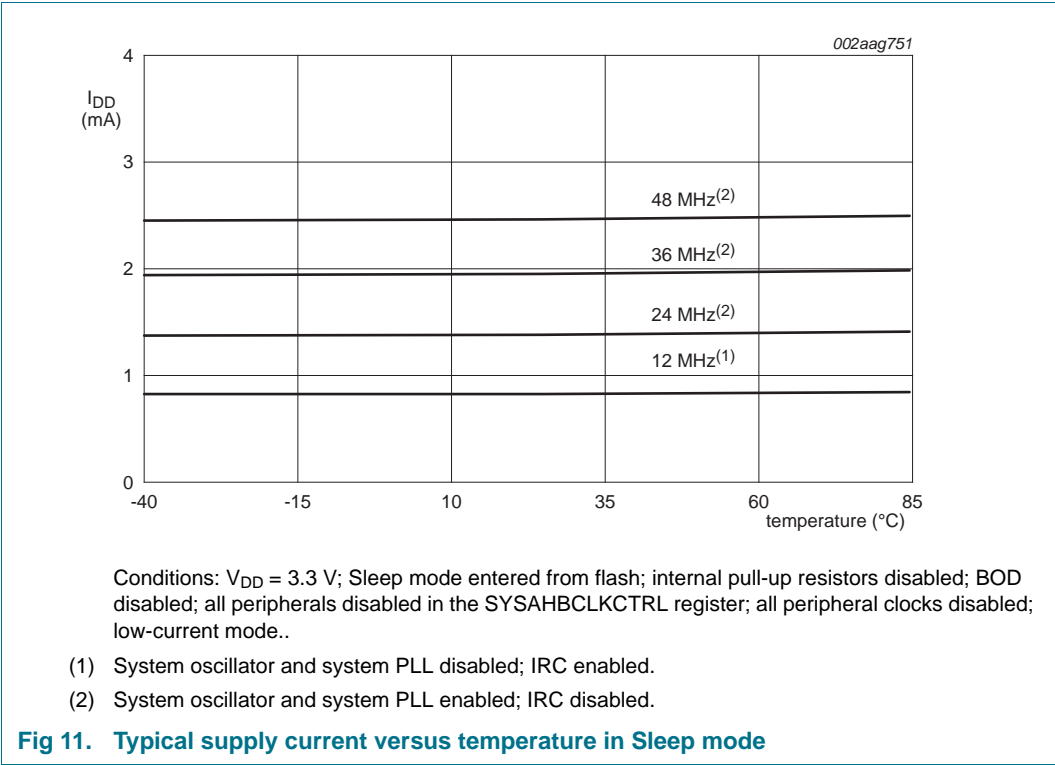 002aag751
4
I_DD
(mA)
3
48 MHz(2)
36 MHz(2)
2
24 MHz(2)
12 MHz(1)
1
0
-40 -15 10 35 60 85
temperature (°C)
Conditions: V_DD = 3.3 V; Sleep mode entered from flash; internal pull-up resistors disabled; BOD
disabled; all peripherals disabled in the SYSAHBCLKCTRL register; all peripheral clocks disabled;
low-current mode..
(1) System oscillator and system PLL disabled; IRC enabled.
(2) System oscillator and system PLL enabled; IRC disabled.
Fig 11. Typical supply current versus temperature in Sleep mode